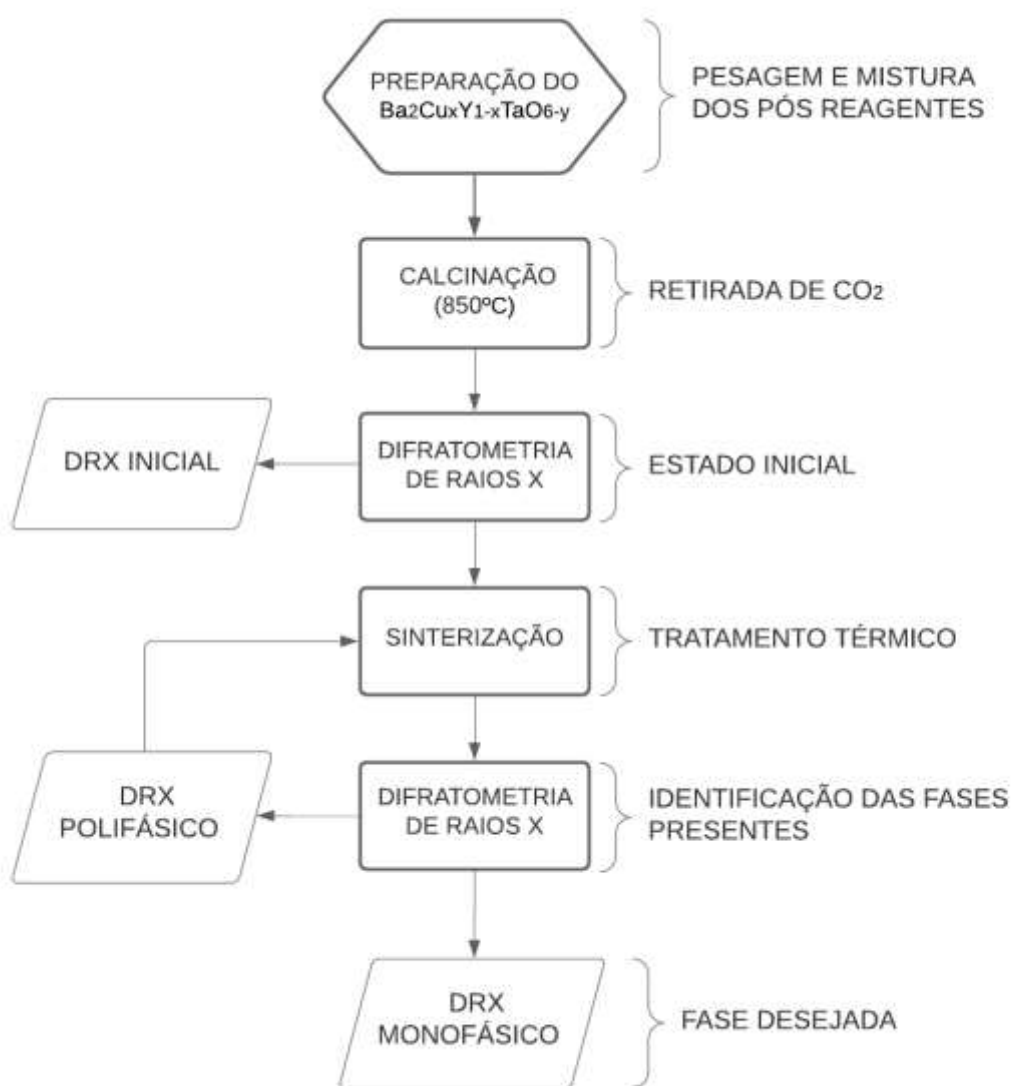 PREPARAÇÃO DO
Ba2CuxY1-xTaO6-y
PESAGEM E MISTURA
DOS PÓS REAGENTES
CALCINAÇÃO
(850ºC)
RETIRADA DE CO2
DRX INICIAL
DIFRATOMETRIA
DE RAIOS X
ESTADO INICIAL
SINTERIZAÇÃO
TRATAMENTO TÉRMICO
DRX
POLIFÁSICO
DIFRATOMETRIA
DE RAIOS X
IDENTIFICAÇÃO DAS FASES
PRESENTES
DRX
MONOFÁSICO
FASE DESEJADA